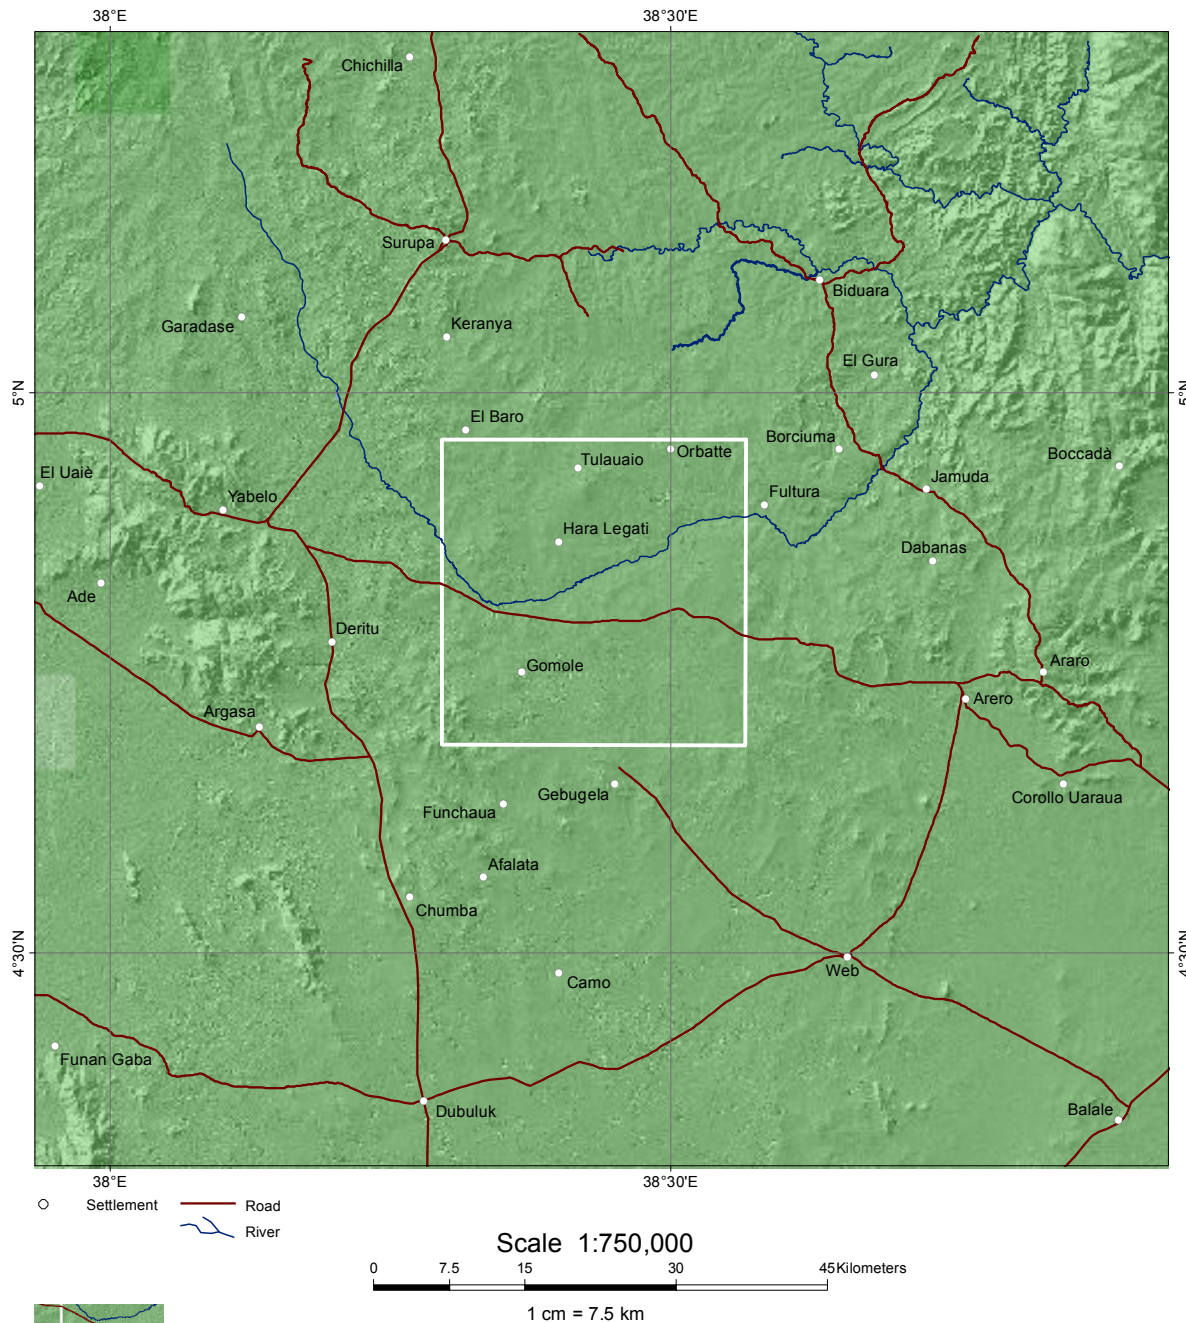 38°E
38°30'E
Chichilla
Surupa
Biduara
Garadase
Keranya
El Gura
5°N
5°N
El Baro
Borciuma
Orbatte
Tulauaio
Boccadà
El Uaiè
Jamuda
Yabelo
Fultura
Hara Legati
Dabanas
Ade
Deritu
Gomole
Araro
Arero
Argasa
Gebugela
Corollo Uaraua
Funchaua
Afalata
Chumba
4°30'N
4°30'N
Web
Camo
Funan Gaba
Dubuluk
Balale
38°E
38°30'E
Settlement
Road
River
Scale 1:750,000
0 7.5 15 30 45Kilometers
1 cm = 7.5 km